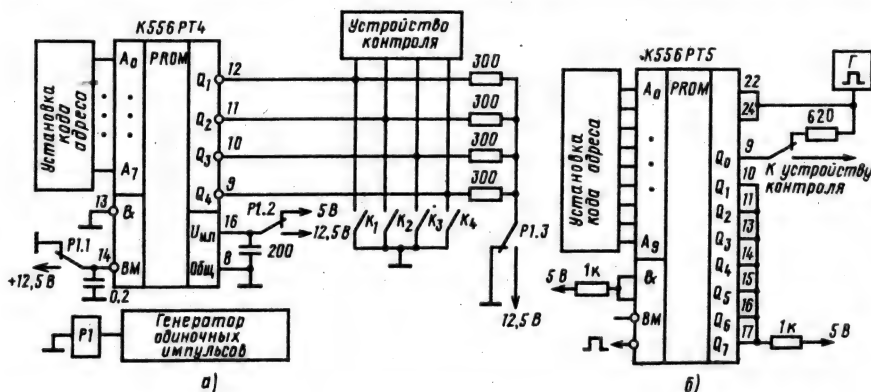 К556РТ4
Установка кода адреса
A0
A7
PROM
Q1
Q2
Q3
Q4
12
11
10
9
13
&
14
ВМ
Uип
16
Общ
8
P1.1
+12,5 В
0,2
P1.2
5 В
12,5 В
200
Устройство
контроля
K1
K2
K3
K4
300
300
300
300
P1.3
12,5 В
P1
Генератор
одиночных
импульсов
а)
К556РТ5
Установка кода адреса
A0
A9
PROM
22
24
Г
620
9
Q0
К устройству
контроля
10
Q1
11
Q2
13
Q3
14
Q4
15
Q5
16
Q6
17
Q7
5 В
1к
&
ВМ
1к
5 В
б)